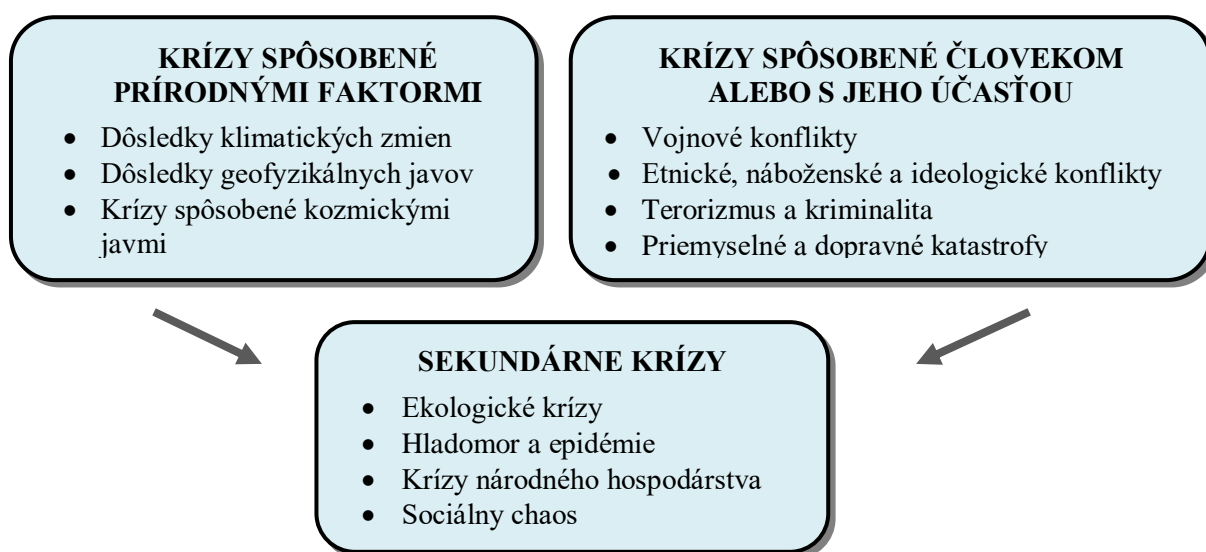 KRÍZY SPÔSOBENÉ
PRÍRODNÝMI FAKTORMI
• Dôsledky klimatických zmien
• Dôsledky geofyzikálnych javov
• Krízy spôsobené kozmickými
javmi
KRÍZY SPÔSOBENÉ ČLOVEKOM
ALEBO S JEHO ÚČASŤOU
• Vojnové konflikty
• Etnické, náboženské a ideologické konflikty
• Terorizmus a kriminalita
• Priemyselné a dopravné katastrofy
SEKUNDÁRNE KRÍZY
• Ekologické krízy
• Hladomor a epidémie
• Krízy národného hospodárstva
• Sociálny chaos